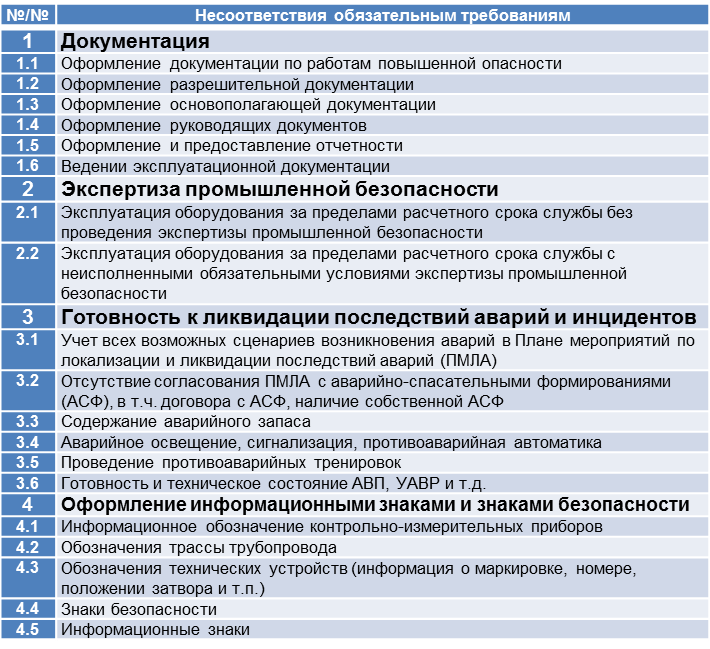 №/№ Несоответствия обязательным требованиям
1 Документация
1.1 Оформление документации по работам повышенной опасности
1.2 Оформление разрешительной документации
1.3 Оформление основополагающей документации
1.4 Оформление руководящих документов
1.5 Оформление и предоставление отчетности
1.6 Ведении эксплуатационной документации
2 Экспертиза промышленной безопасности
2.1 Эксплуатация оборудования за пределами расчетного срока службы без
проведения экспертизы промышленной безопасности
2.2 Эксплуатация оборудования за пределами расчетного срока службы с
неисполненными обязательными условиями экспертизы промышленной
безопасности
3 Готовность к ликвидации последствий аварий и инцидентов
3.1 Учет всех возможных сценариев возникновения аварий в Плане мероприятий по
локализации и ликвидации последствий аварий (ПМЛА)
3.2 Отсутствие согласования ПМЛА с аварийно-спасательными формированиями
(АСФ), в т.ч. договора с АСФ, наличие собственной АСФ
3.3 Содержание аварийного запаса
3.4 Аварийное освещение, сигнализация, противоаварийная автоматика
3.5 Проведение противоаварийных тренировок
3.6 Готовность и техническое состояние АВП, УАВР и т.д.
4 Оформление информационными знаками и знаками безопасности
4.1 Информационное обозначение контрольно-измерительных приборов
4.2 Обозначения трассы трубопровода
4.3 Обозначения технических устройств (информация о маркировке, номере,
положении затвора и т.п.)
4.4 Знаки безопасности
4.5 Информационные знаки